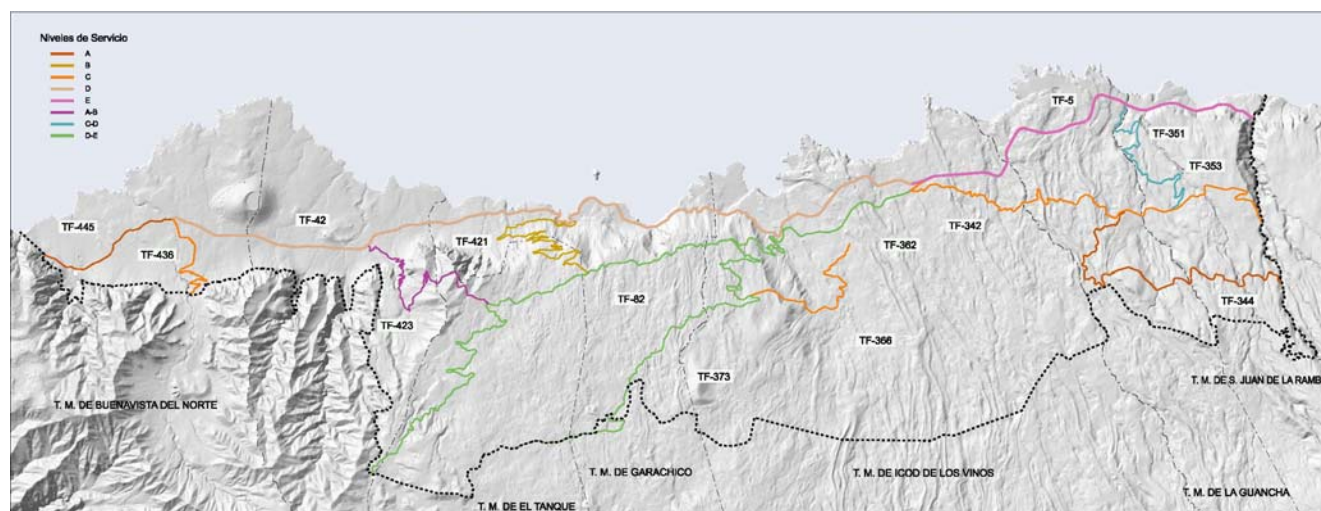 Niveles de Servicio
A
B
C
D
E
A-B
C-D
D-E
TF-5
TF-351
TF-353
TF-445
TF-42
TF-436
TF-421
TF-362
TF-342
TF-82
TF-423
TF-344
TF-366
TF-373
T. M. DE S. JUAN DE LA RAMB
T. M. DE BUENAVISTA DEL NORTE
T. M. DE GARACHICO
T. M. DE ICOD DE LOS VINOS
T. M. DE LA GUANCHA
T. M. DE EL TANQUE